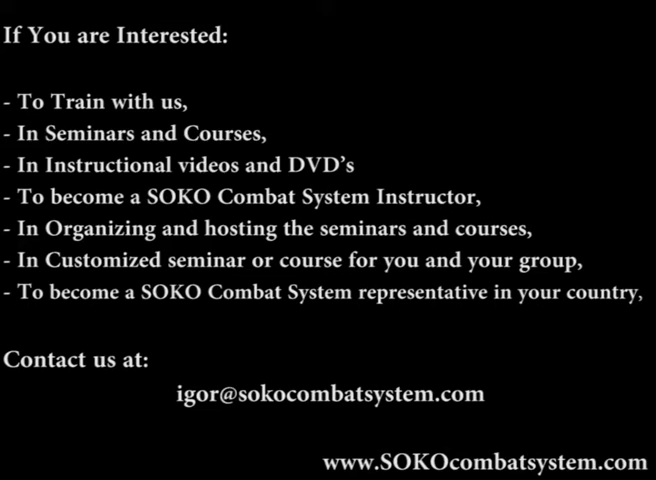 If You are Interested:
- To Train with us,
- In Seminars and Courses,
- In Instructional videos and DVD's
- To become a SOKO Combat System Instructor,
- In Organizing and hosting the seminars and courses,
- In Customized seminar or course for you and your group,
- To become a SOKO Combat System representative in your country,
Contact us at:
igor@sokocombatsystem.com
www.SOKOcombatsystem.com